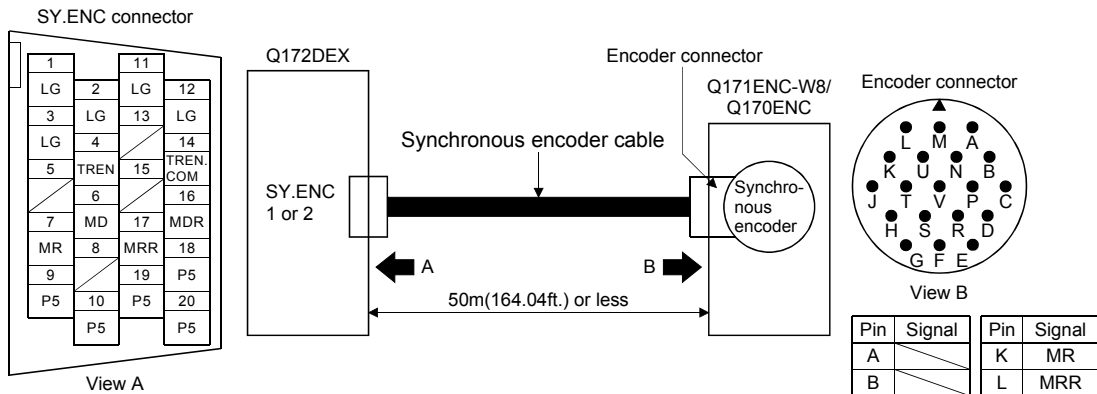 SY.ENC connector
1
LG
3
LG
5
7
MR
9
P5
2
LG
4
TREN
6
MD
8
10
P5
11
LG
13
15
17
MRR
19
P5
12
LG
14
TREN.
COM
16
MDR
18
P5
20
P5
View A
Q172DEX
SY.ENC
1 or 2
Synchronous encoder cable
A
B
50m(164.04ft.) or less
Encoder connector
Q171ENC-W8/
Q170ENC
Synchro-
nous
encoder
Encoder connector
L M A
K U N B
J T V P C
H S R D
G F E
View B
Pin Signal Pin Signal
A K MR
B L MRR